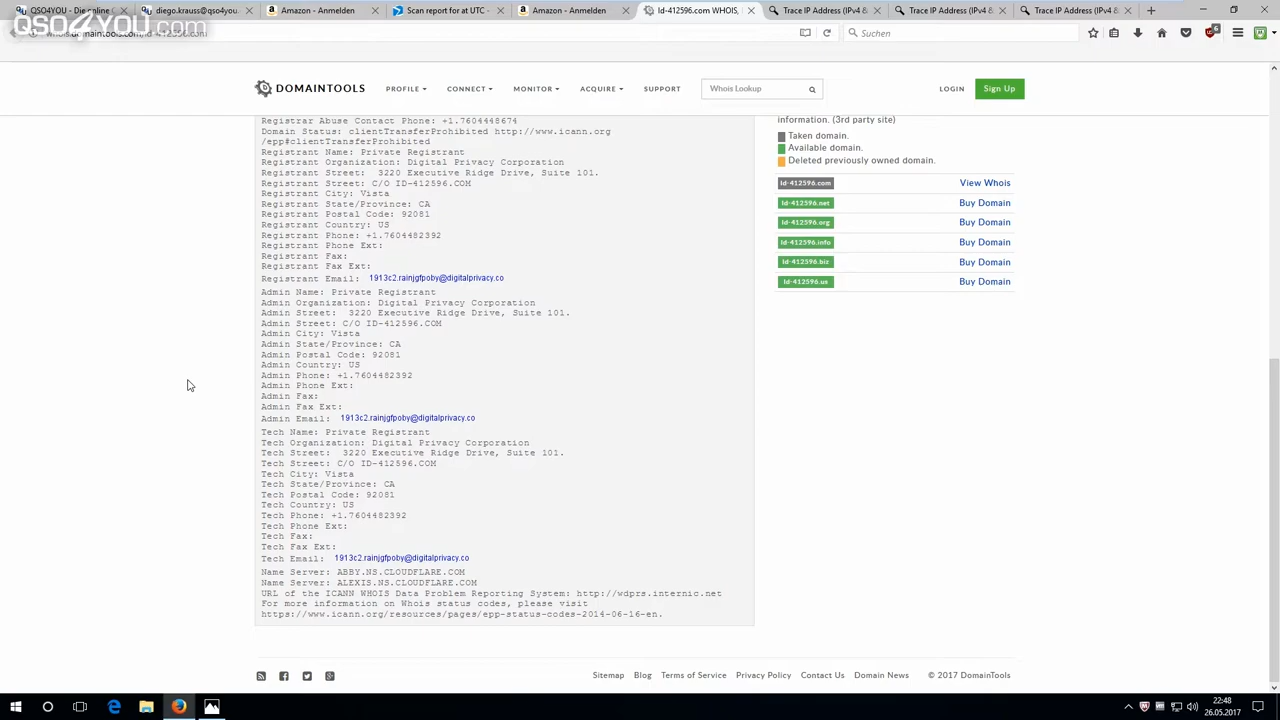 QSO4YOU - Die online
diego.krauss@qso4you.
Amazon - Anmelden
Scan report for at UTC -
Amazon - Anmelden
Id-412596.com WHOIS,
Trace IP (IPv4 &
Trace IP (IPv4 &
Trace IP (IPv4 &
QSO4YOU.com
whois.domaintools.com/id-412596.com
Suchen
6
DOMAINTOOLS
PROFILE
CONNECT
MONITOR
ACQUIRE
SUPPORT
Whois Lookup
LOGIN
Sign Up
Registrar Abuse Contact Phone: +1.7604448674
Domain Status: clientTransferProhibited http://www.icann.org
/epp#clientTransferProhibited
Registrant Name: Private Registrant
Registrant Organization: Digital Privacy Corporation
Registrant Street: 3220 Executive Ridge Drive, Suite 101.
Registrant Street: C/O ID-412596.COM
Registrant City: Vista
Registrant State/Province: CA
Registrant Postal Code: 92081
Registrant Country: US
Registrant Phone: +1.7604482392
Registrant Phone Ext:
Registrant Fax:
Registrant Fax Ext:
Registrant Email: 1913c2.rainjgfpoby@digitalprivacy.co
Admin Name: Private Registrant
Admin Organization: Digital Privacy Corporation
Admin Street: 3220 Executive Ridge Drive, Suite 101.
Admin Street: C/O ID-412596.COM
Admin City: Vista
Admin State/Province: CA
Admin Postal Code: 92081
Admin Country: US
Admin Phone: +1.7604482392
Admin Phone Ext:
Admin Fax:
Admin Fax Ext:
Admin Email: 1913c2.rainjgfpoby@digitalprivacy.co
Tech Name: Private Registrant
Tech Organization: Digital Privacy Corporation
Tech Street: 3220 Executive Ridge Drive, Suite 101.
Tech Street: C/O ID-412596.COM
Tech City: Vista
Tech State/Province: CA
Tech Postal Code: 92081
Tech Country: US
Tech Phone: +1.7604482392
Tech Phone Ext:
Tech Fax:
Tech Fax Ext:
Tech Email: 1913c2.rainjgfpoby@digitalprivacy.co
Name Server: ABBY.NS.CLOUDFLARE.COM
Name Server: ALEXIS.NS.CLOUDFLARE.COM
URL of the ICANN WHOIS Data Problem Reporting System: http://wdprs.internic.net
For more information on Whois status codes, please visit
https://www.icann.org/resources/pages/epp-status-codes-2014-06-16-en.
information. (3rd party site)
Taken domain.
Available domain.
Deleted previously owned domain.
Id-412596.com View Whois
Id-412596.net Buy Domain
Id-412596.org Buy Domain
Id-412596.info Buy Domain
Id-412596.biz Buy Domain
Id-412596.us Buy Domain
Sitemap Blog Terms of Service Privacy Policy Contact Us Domain News © 2017 DomainTools
22:48
26.05.2017